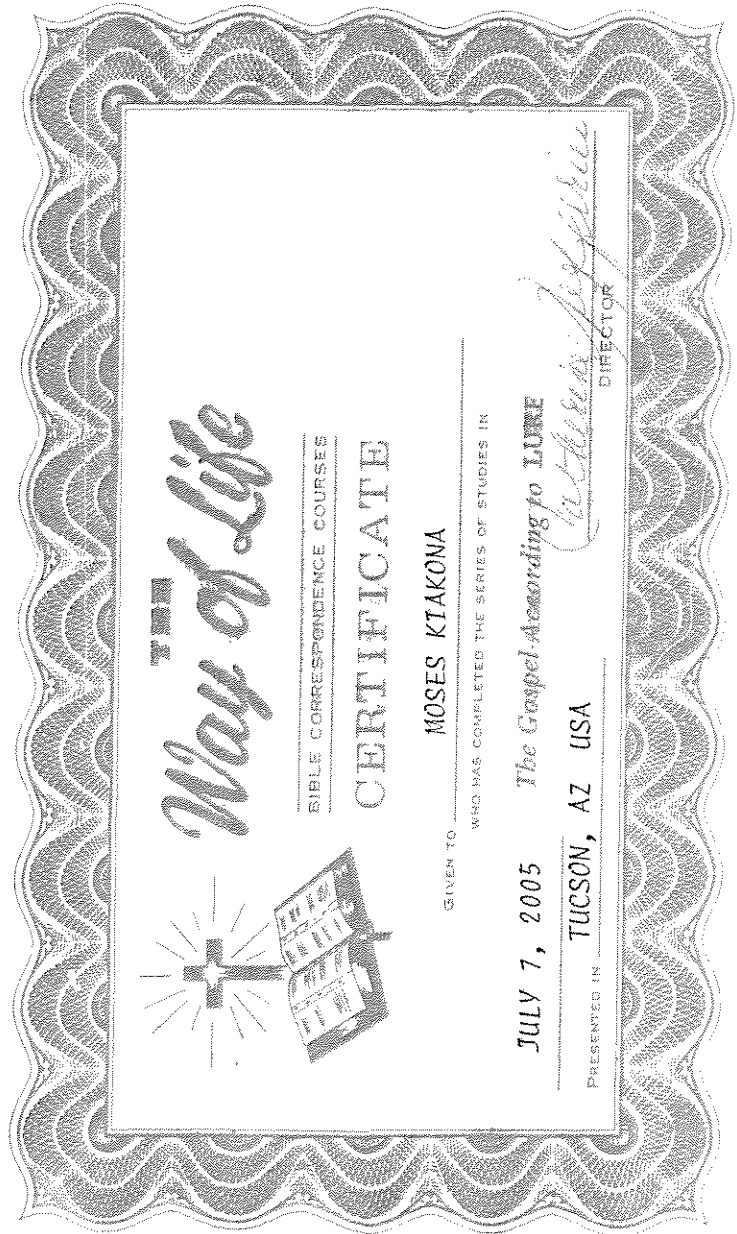 THE
Way of Life
BIBLE CORRESPONDENCE COURSES
CERTIFICATE
GIVEN TO MOSES KIAKONA
WHO HAS COMPLETED THE SERIES OF STUDIES IN
JULY 7, 2005 The Gospel According to LUKE
PRESENTED IN TUCSON, AZ USA
DIRECTOR